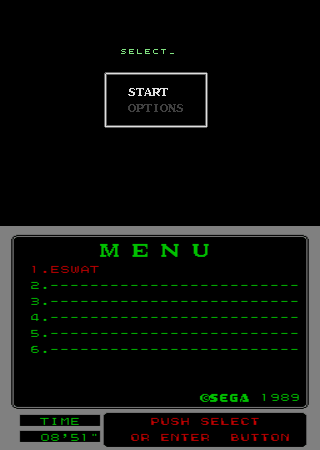 SELECT_
START
OPTIONS
MENU
1.ESWAT
2.----------------------------
3.----------------------------
4.----------------------------
5.----------------------------
6.----------------------------
©SEGA 1989
TIME
08'51"
PUSH SELECT
OR ENTER BUTTON